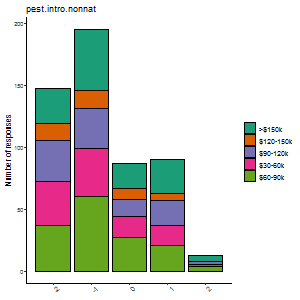 pest.intro.nonnat
Number of responses
200
150
100
50
0
-2
-1
0
1
2
>$150k
$120-150k
$90-120k
$30-60k
$60-90k